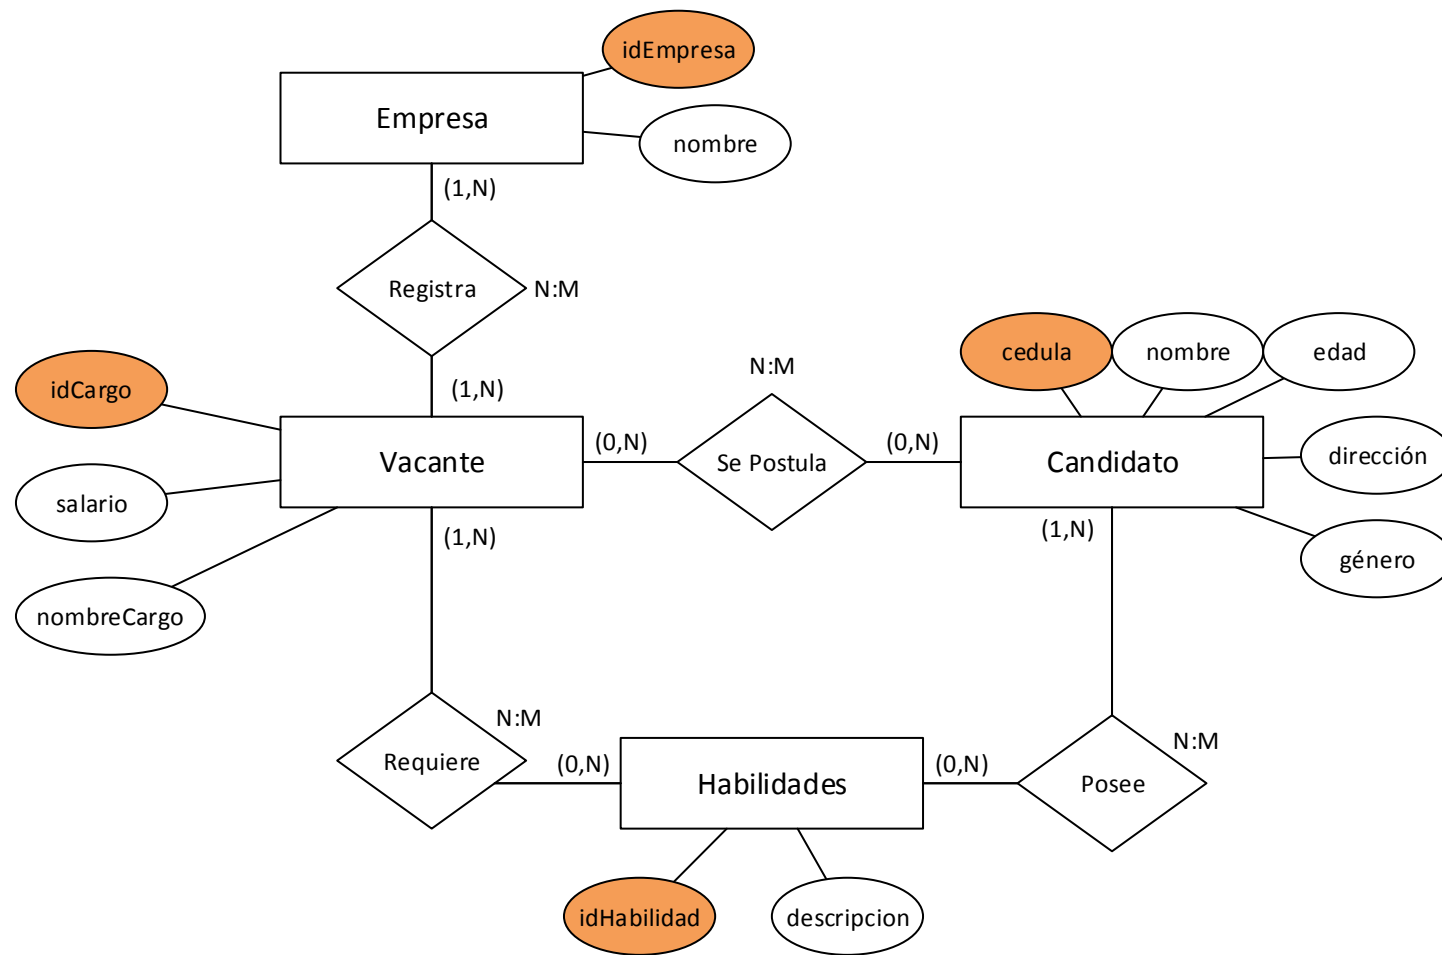 idEmpresa
Empresa
nombre
(1,N)
Registra
N:M
(1,N)
idCargo
salario
nombreCargo
Vacante
(0,N)
N:M
Se Postula
(0,N)
cedula
nombre
edad
Candidato
dirección
género
(1,N)
(1,N)
N:M
Requiere
(0,N)
Habilidades
(0,N)
N:M
Posee
idHabilidad
descripcion